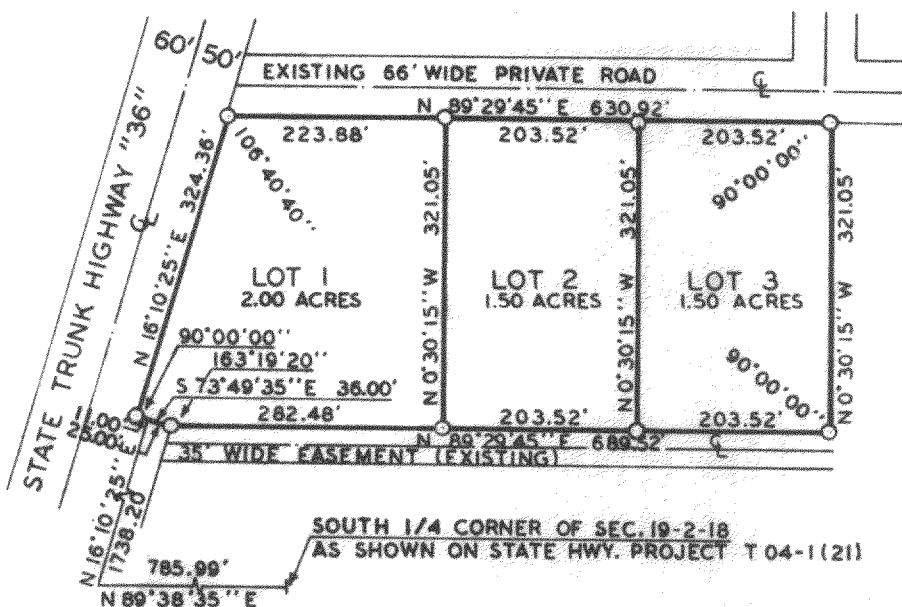 60' 50'
EXISTING 66' WIDE PRIVATE ROAD
N 89°29'45" E 630.92'
223.88'
203.52'
203.52'
STATE TRUNK HIGHWAY "36"
N 16°10'25" E 324.36'
106°40'40"
321.05'
N 0°30'15" W
321.05'
N 0°30'15" W
90°00'00"
321.05'
N 0°30'15" W
LOT 1
2.00 ACRES
LOT 2
1.50 ACRES
LOT 3
1.50 ACRES
90°00'00"
90°00'00"
163°19'20"
S 73°49'35" E 36.00'
282.48'
203.52'
203.52'
N 89°29'45" E 689.52'
35' WIDE EASEMENT (EXISTING)
N 16°10'25" E
1738.20
SOUTH 1/4 CORNER OF SEC. 19-2-18
AS SHOWN ON STATE HWY. PROJECT T 04-1(21)
785.99'
N 89°38'35" E